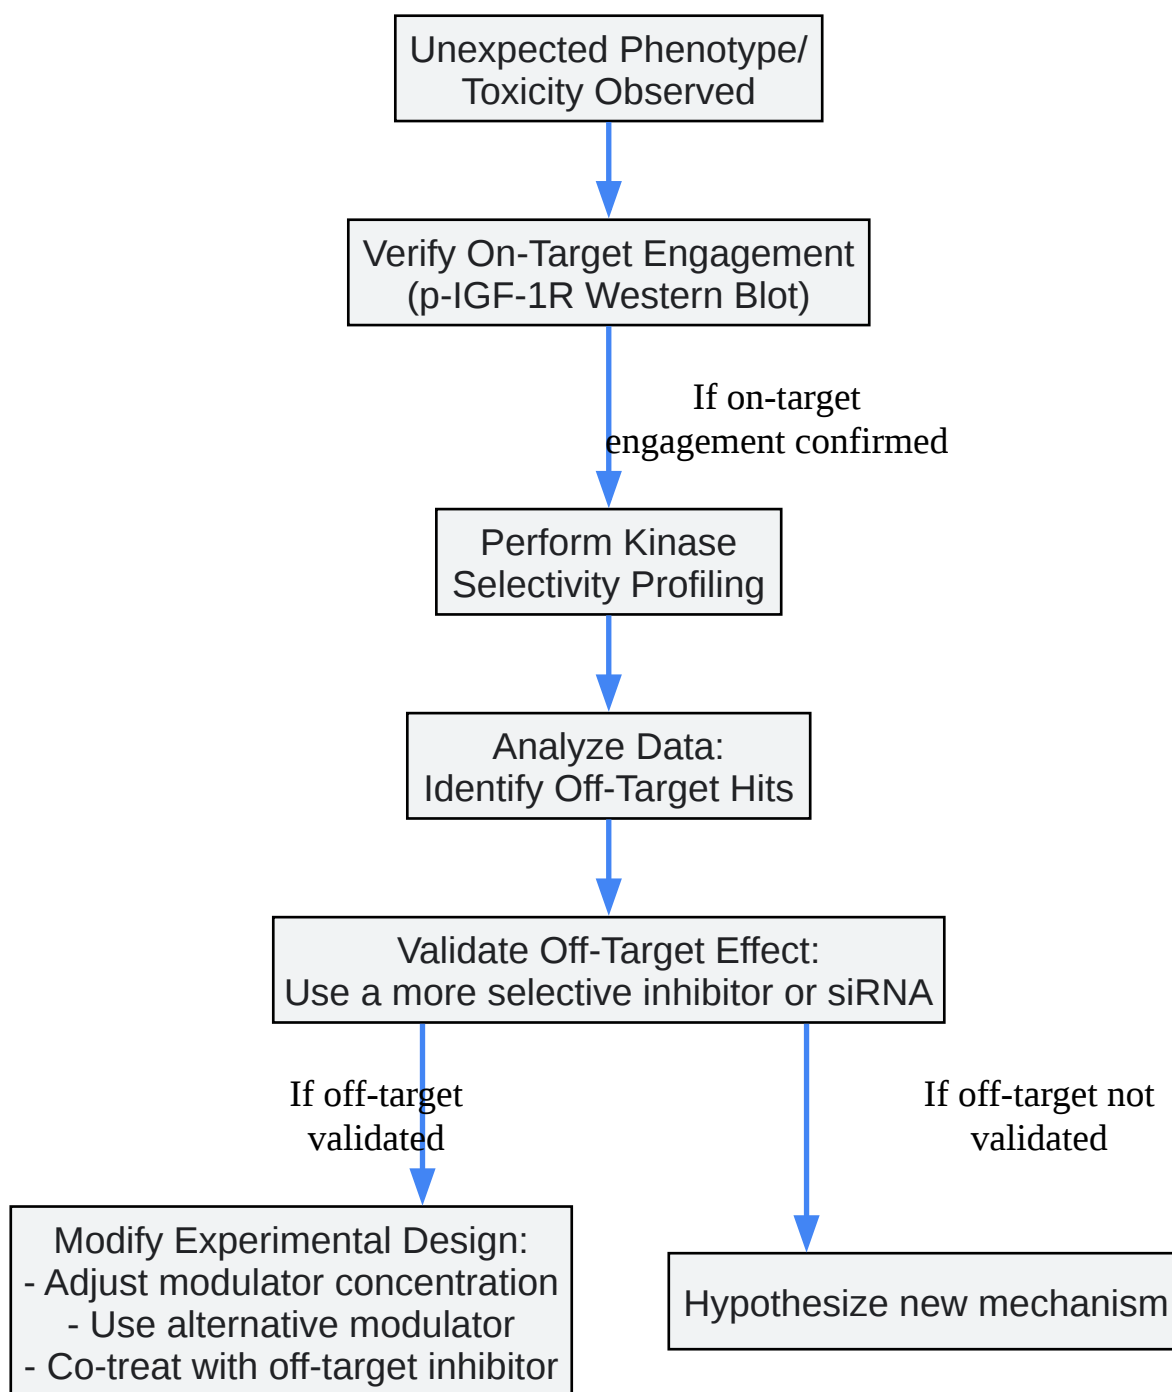 Unexpected Phenotype/
Toxicity Observed
Verify On-Target Engagement
(p-IGF-1R Western Blot)
If on-target
engagement confirmed
Perform Kinase
Selectivity Profiling
Analyze Data:
Identify Off-Target Hits
Validate Off-Target Effect:
Use a more selective inhibitor or siRNA
If off-target
validated
If off-target not
validated
Modify Experimental Design:
- Adjust modulator concentration
- Use alternative modulator
- Co-treat with off-target inhibitor
Hypothesize new mechanism